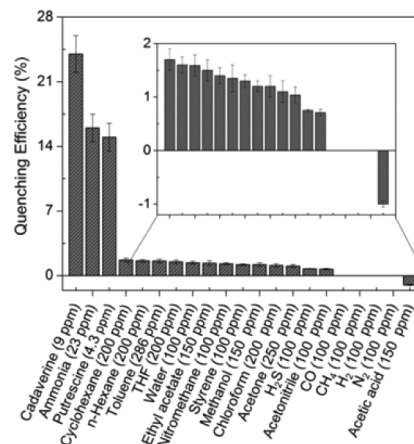 Quenching Efficiency (%)
28
21
14
7
0
2
1
0
-1
Cadaverine (9 ppm)
Ammonia (23 ppm)
Putrescine (4.3 ppm)
Cyclohexane (200 ppm)
n-Hexane (200 ppm)
Toluene (286 ppm)
THF (200 ppm)
Water (100 ppm)
Ethyl acetate (150 ppm)
Nitromethane (100 ppm)
Styrene (100 ppm)
Methanol (150 ppm)
Chloroform (200 ppm)
Acetone (250 ppm)
H₂S (100 ppm)
Acetonitrile (100 ppm)
CO (100 ppm)
CH₄ (100 ppm)
H₂ (100 ppm)
N₂ (100 ppm)
Acetic acid (150 ppm)